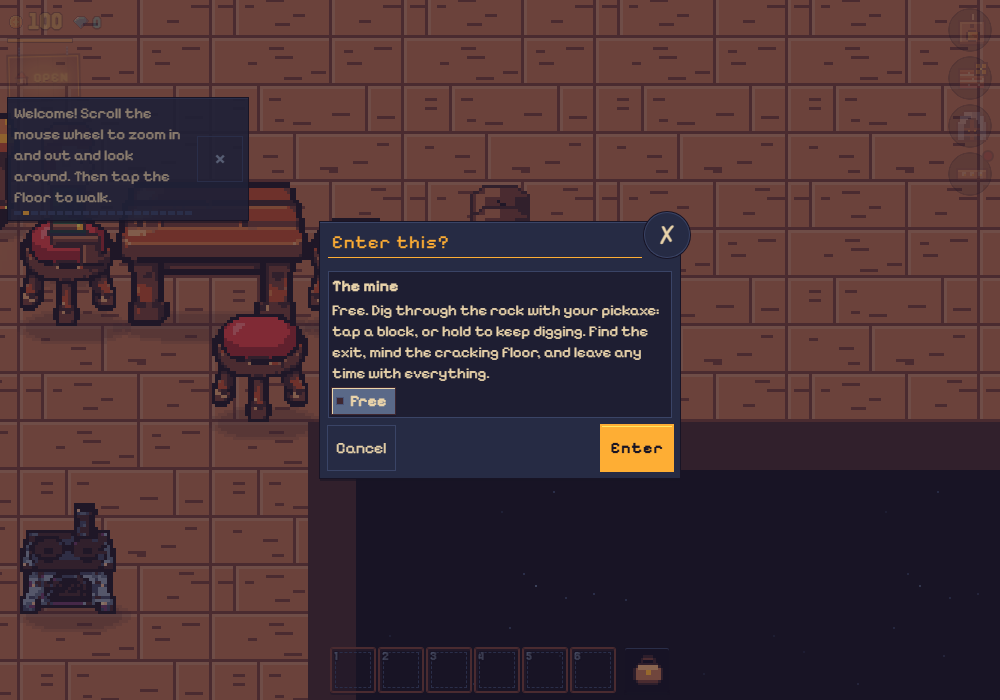 100 0
OPEN
Welcome! Scroll the
mouse wheel to zoom in
and out and look
around. Then tap the
floor to walk.
×
Enter this?
X
The mine
Free. Dig through the rock with your pickaxe:
tap a block, or hold to keep digging. Find the
exit, mind the cracking floor, and leave any
time with everything.
Free
Cancel
Enter
1 2 3 4 5 6